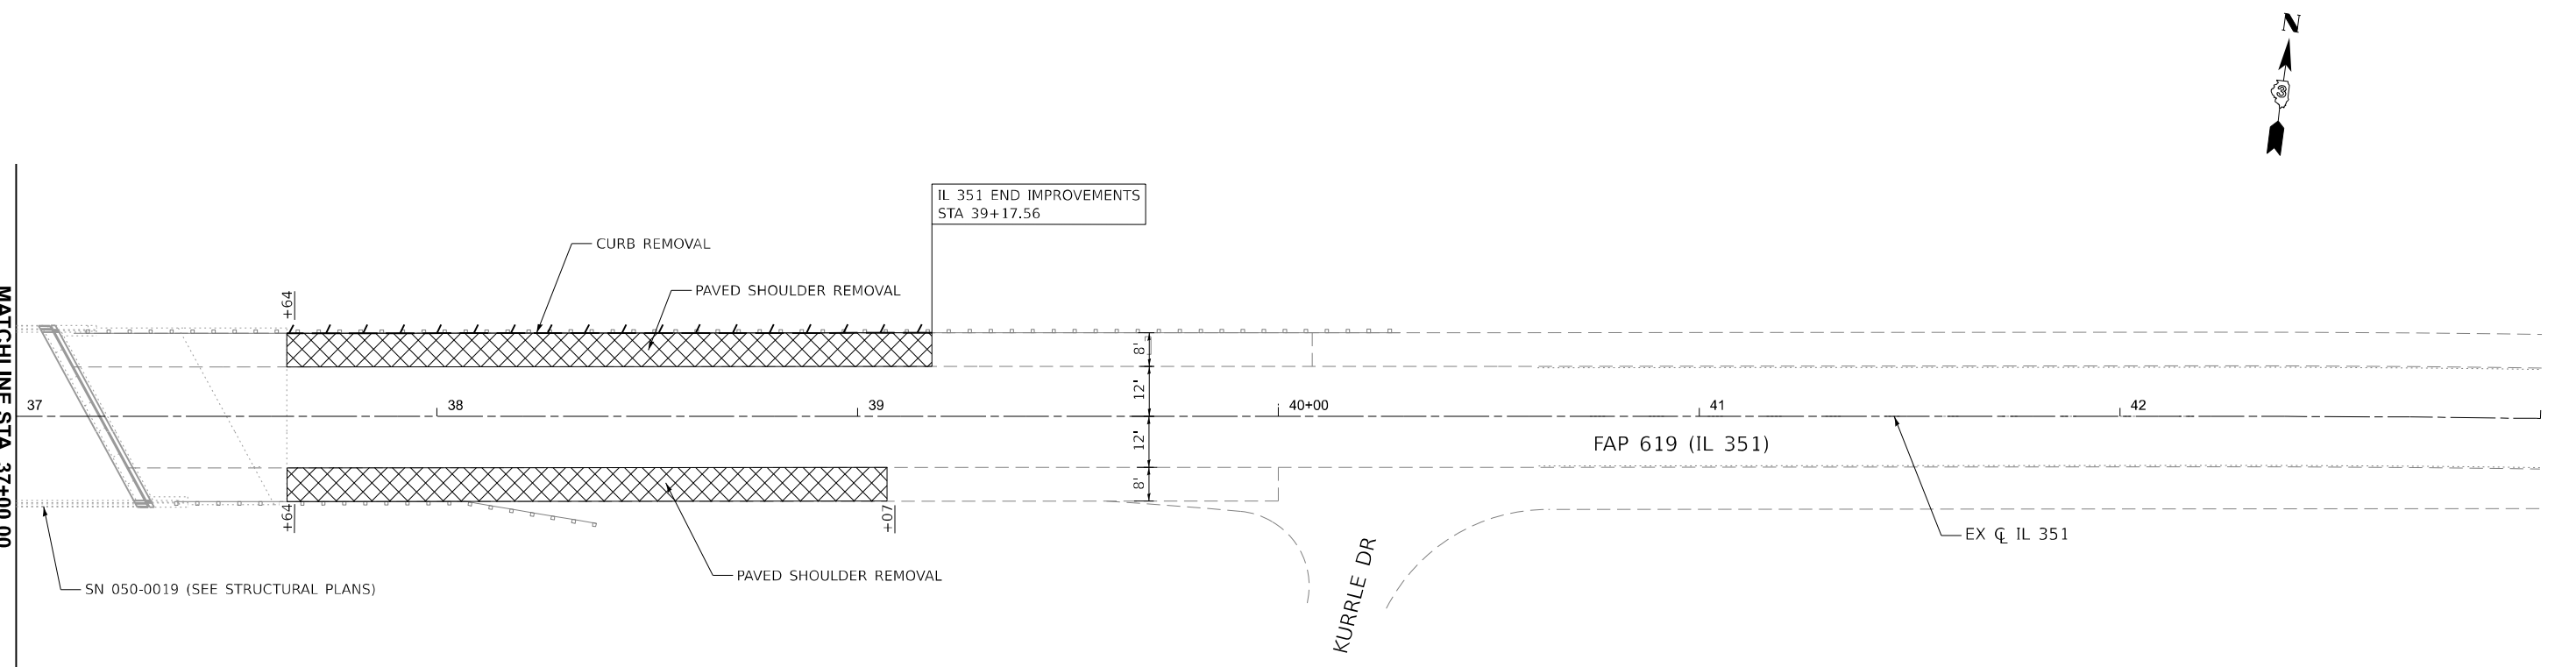 N
IL 351 END IMPROVEMENTS
STA 39+17.56
CURB REMOVAL
PAVED SHOULDER REMOVAL
+64
MATCHLINE STA 37+00.00
8'
12'
37
38
39
40+00
41
42
12'
FAP 619 (IL 351)
8'
+64
+07
EX ℄ IL 351
KURRLE DR
PAVED SHOULDER REMOVAL
SN 050-0019 (SEE STRUCTURAL PLANS)